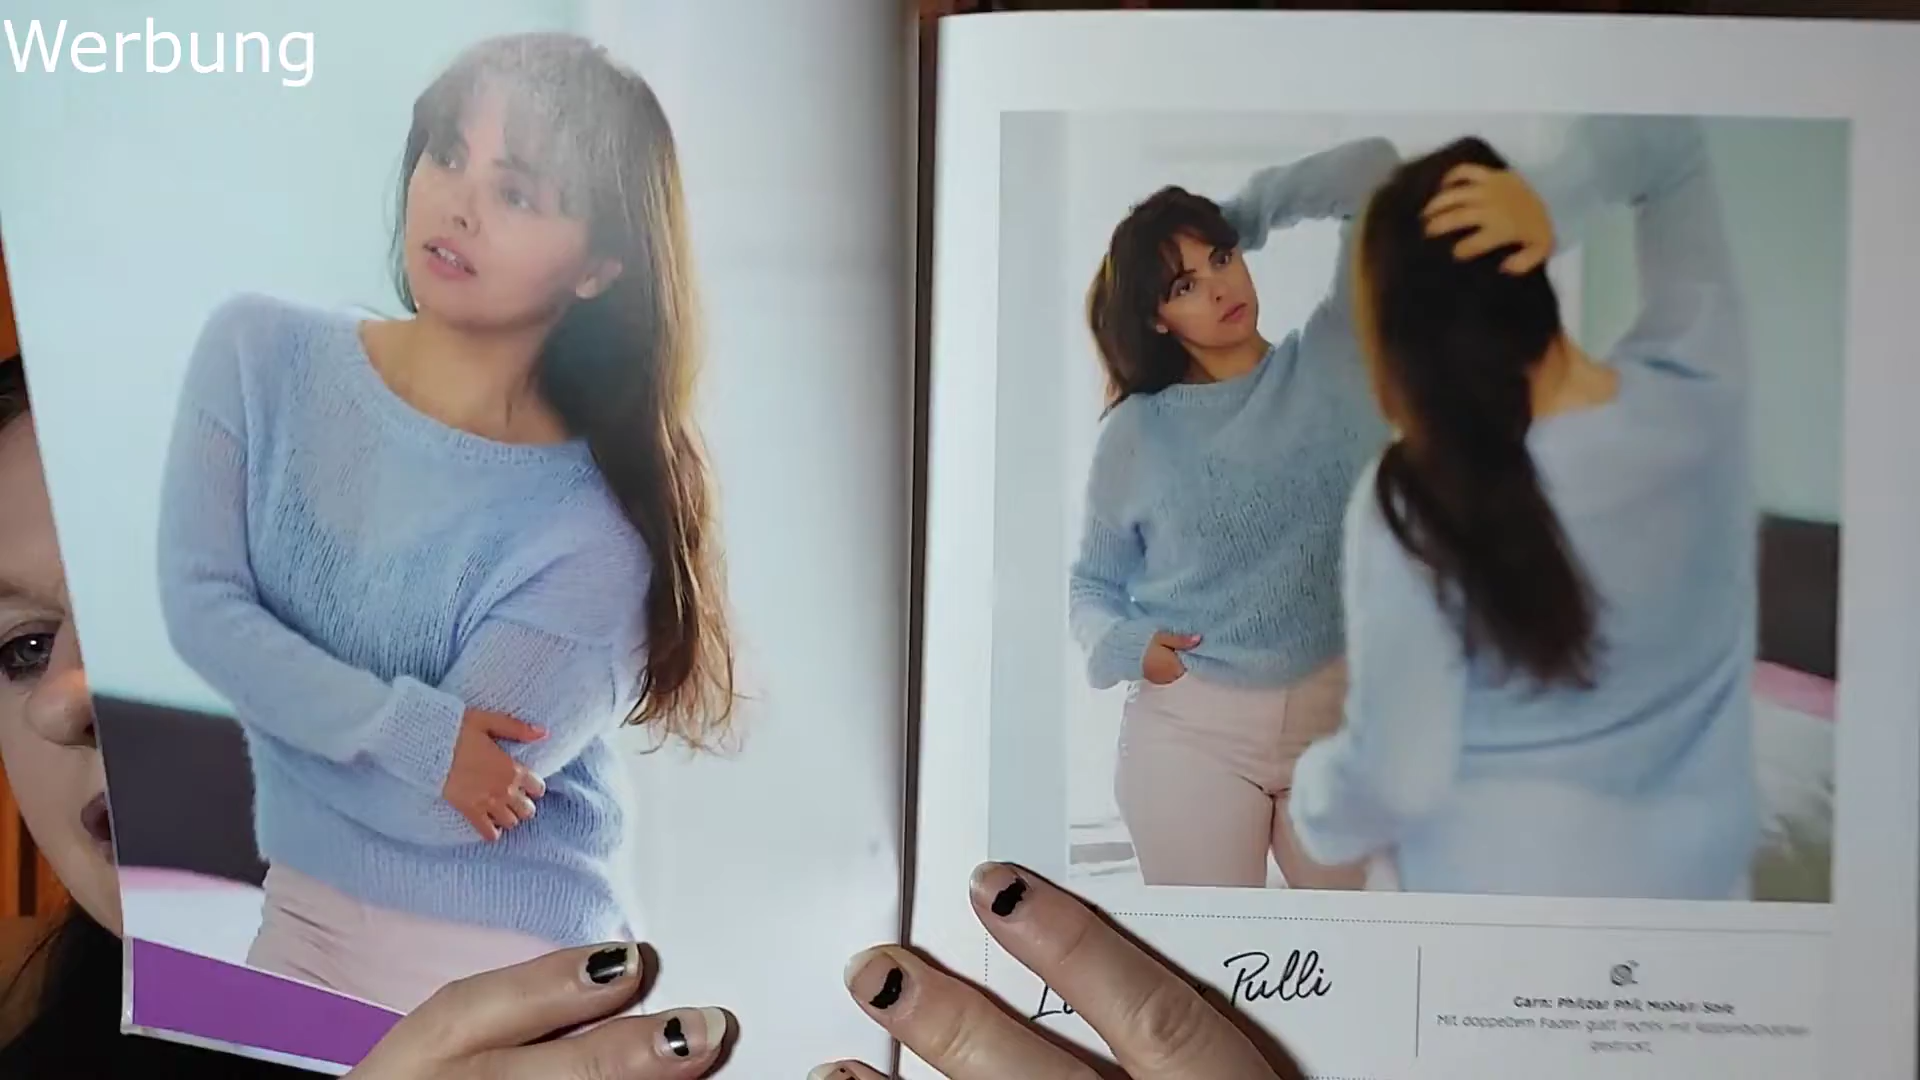 Werbung
Pulli
Garn: Phildar Phil Mohair Soie
Mit doppeltem Faden glatt rechts mit
gestrickt.